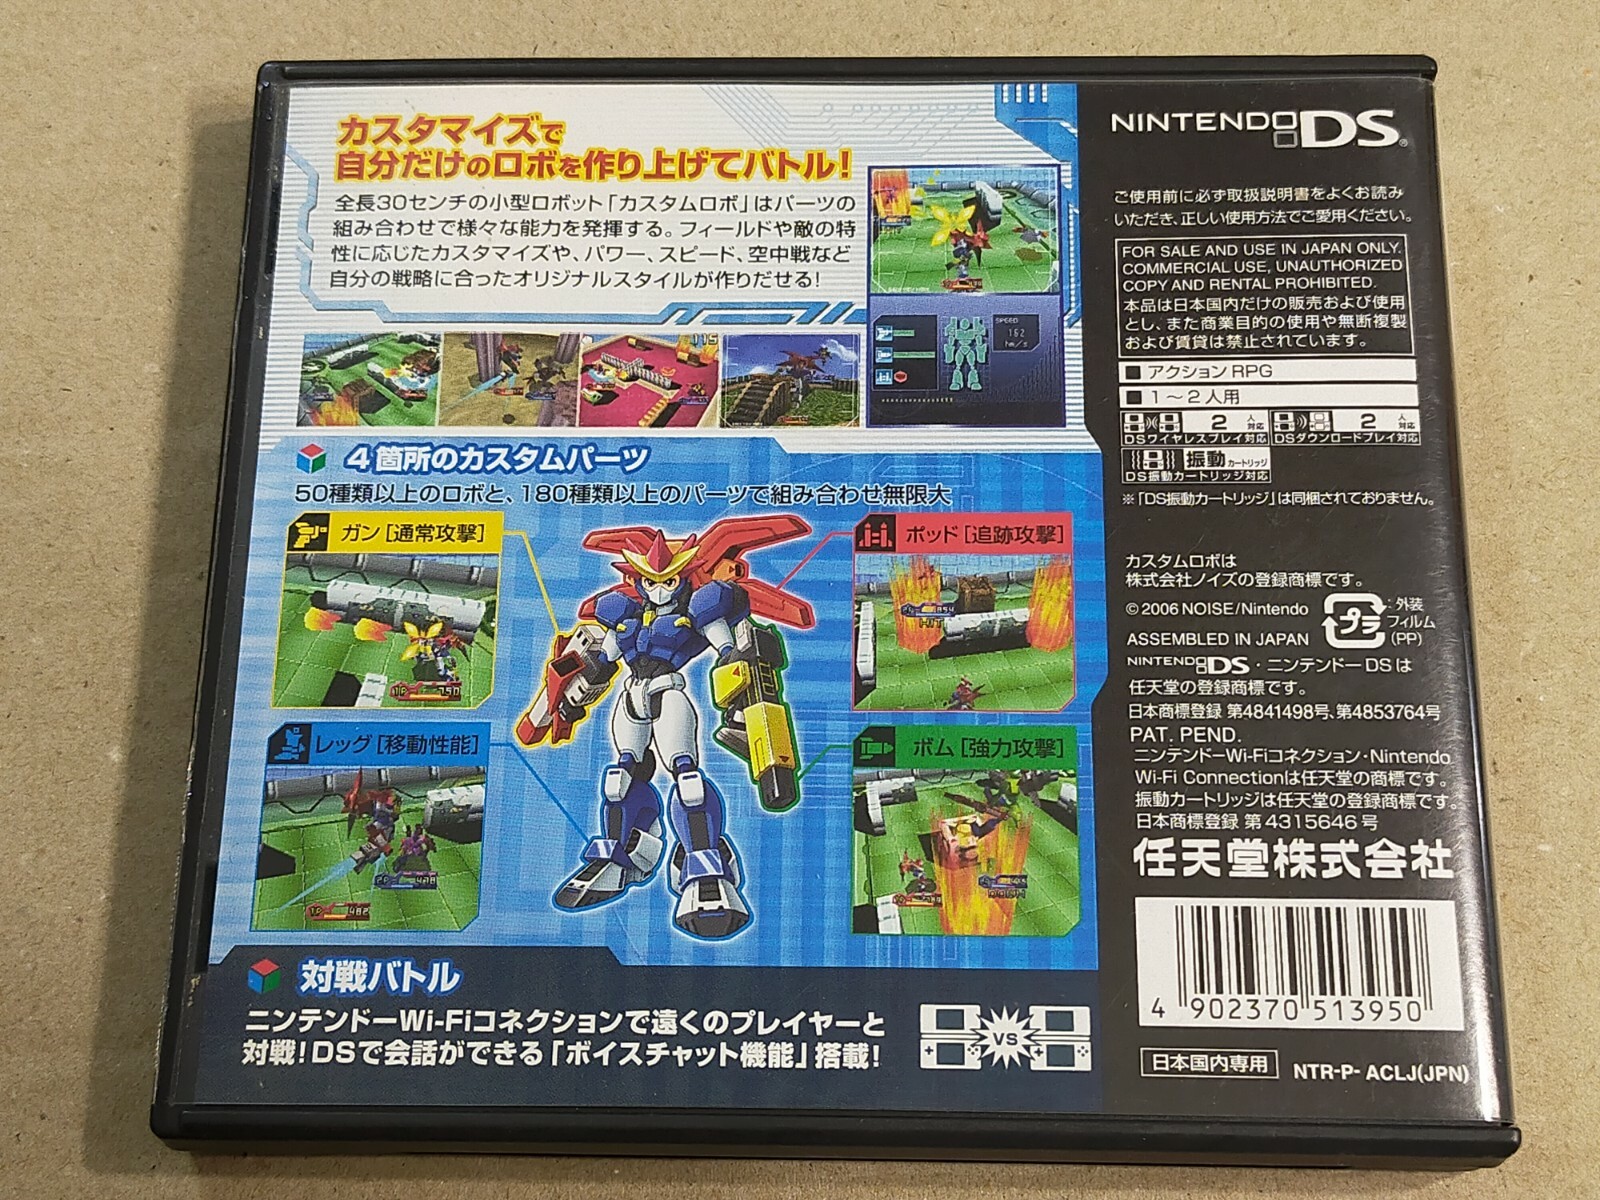 カスタマイズで
自分だけのロボを作り上げてバトル!
全長30センチの小型ロボット「カスタムロボ」はパーツの
組み合わせで様々な能力を発揮する。フィールドや敵の特
性に応じたカスタマイズや、パワー、スピード、空中戦など
自分の戦略に合ったオリジナルスタイルが作りだせる!
SPEED
162
4箇所のカスタムパーツ
50種類以上のロボと、180種類以上のパーツで組み合わせ無限大
ガン[通常攻撃]
ポッド[追跡攻撃]
レッグ[移動性能]
ボム[強力攻撃]
対戦バトル
ニンテンドーWi-Fiコネクションで遠くのプレイヤーと
対戦!DSで会話ができる「ボイスチャット機能」搭載!
VS
NINTENDO DS®
ご使用前に必ず取扱説明書をよくお読み
いただき、正しい使用方法でご愛用ください。
FOR SALE AND USE IN JAPAN ONLY.
COMMERCIAL USE, UNAUTHORIZED
COPY AND RENTAL PROHIBITED.
本品は日本国内だけの販売および使用
とし、また商業目的の使用や無断複製
および賃貸は禁止されています。
■ アクションRPG
■ 1〜2人用
2人対応 DSワイヤレスプレイ対応
2人対応 DSダウンロードプレイ対応
振動カートリッジ
DS振動カートリッジ対応
※「DS振動カートリッジ」は同梱されておりません。
カスタムロボは
株式会社ノイズの登録商標です。
© 2006 NOISE/Nintendo
ASSEMBLED IN JAPAN
プラ
:外装
フィルム
(PP)
NINTENDO DS・ニンテンドーDSは
任天堂の登録商標です。
日本商標登録 第4841498号、第4853764号
PAT. PEND.
ニンテンドーWi-Fiコネクション・Nintendo
Wi-Fi Connectionは任天堂の商標です。
振動カートリッジは任天堂の登録商標です。
日本商標登録 第4315646号
任天堂株式会社
4 902370 513950
日本国内専用
NTR-P-ACLJ(JPN)